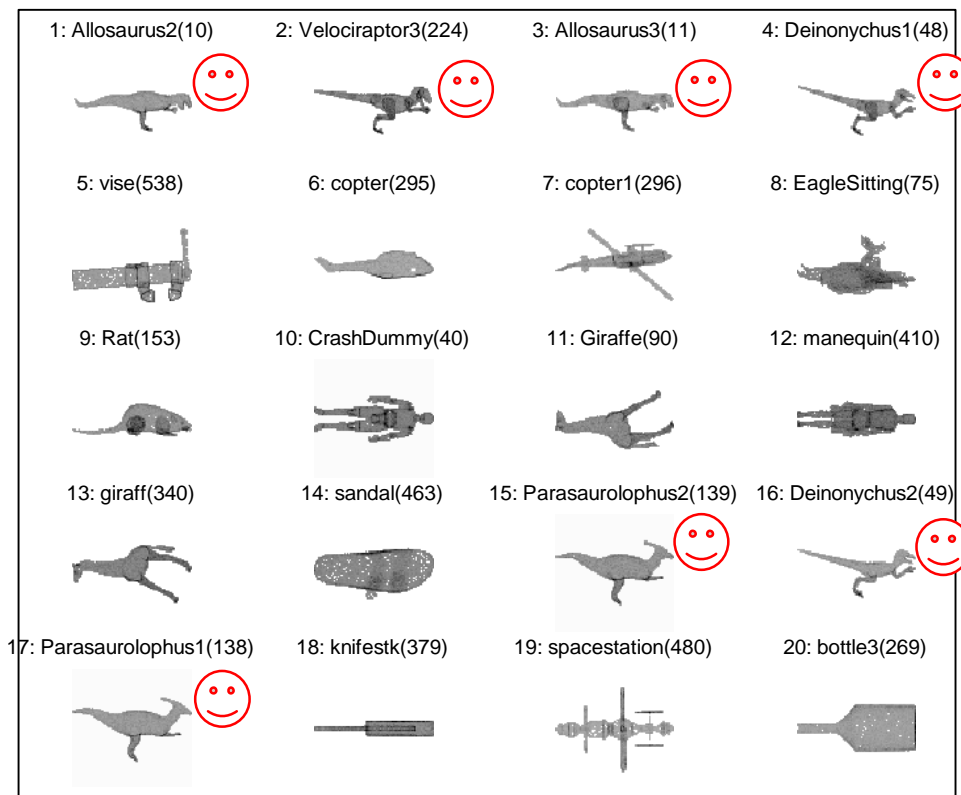 1: Allosaurus2(10)
2: Velociraptor3(224)
3: Allosaurus3(11)
4: Deinonychus1(48)
5: vise(538)
6: copter(295)
7: copter1(296)
8: EagleSitting(75)
9: Rat(153)
10: CrashDummy(40)
11: Giraffe(90)
12: manequin(410)
13: giraff(340)
14: sandal(463)
15: Parasaurolophus2(139)
16: Deinonychus2(49)
17: Parasaurolophus1(138)
18: knifestk(379)
19: spacestation(480)
20: bottle3(269)